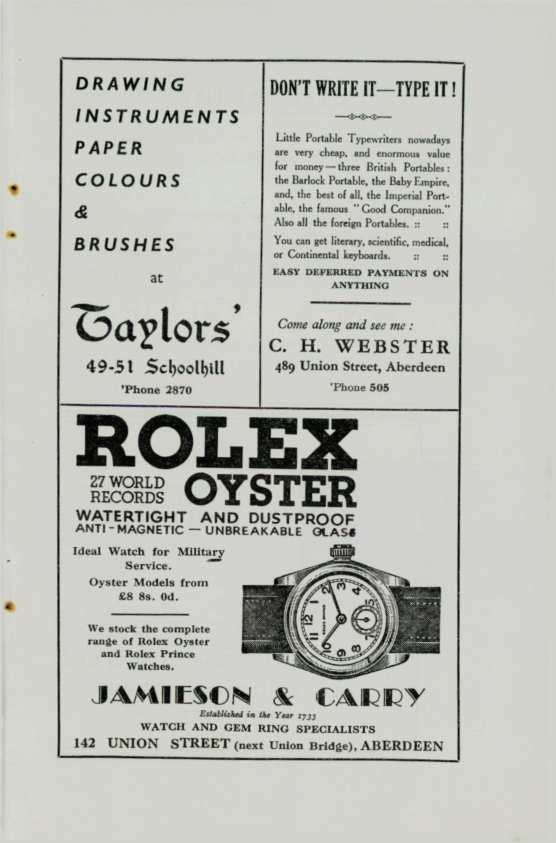 DRAWING
INSTRUMENTS
PAPER
COLOURS
&
BRUSHES
at
Taylors'
49-51 Schoolhill
'Phone 2870
DON'T WRITE IT—TYPE IT !
Little Portable Typewriters nowadays
are very cheap, and enormous value
for money — three British Portables :
the Barlock Portable, the Baby Empire,
and, the best of all, the Imperial Port-
able, the famous "Good Companion."
Also all the foreign Portables. :: ::
You can get literary, scientific, medical,
or Continental keyboards. :: ::
EASY DEFERRED PAYMENTS ON
ANYTHING
Come along and see me :
C. H. WEBSTER
489 Union Street, Aberdeen
'Phone 505
ROLEX
27 WORLD
RECORDS
OYSTER
WATERTIGHT AND DUSTPROOF
ANTI-MAGNETIC — UNBREAKABLE GLASS
Ideal Watch for Military
Service.
Oyster Models from
£8 8s. 0d.
We stock the complete
range of Rolex Oyster
and Rolex Prince
Watches.
JAMIESON & CARRY
Established in the Year 1733
WATCH AND GEM RING SPECIALISTS
142 UNION STREET (next Union Bridge), ABERDEEN